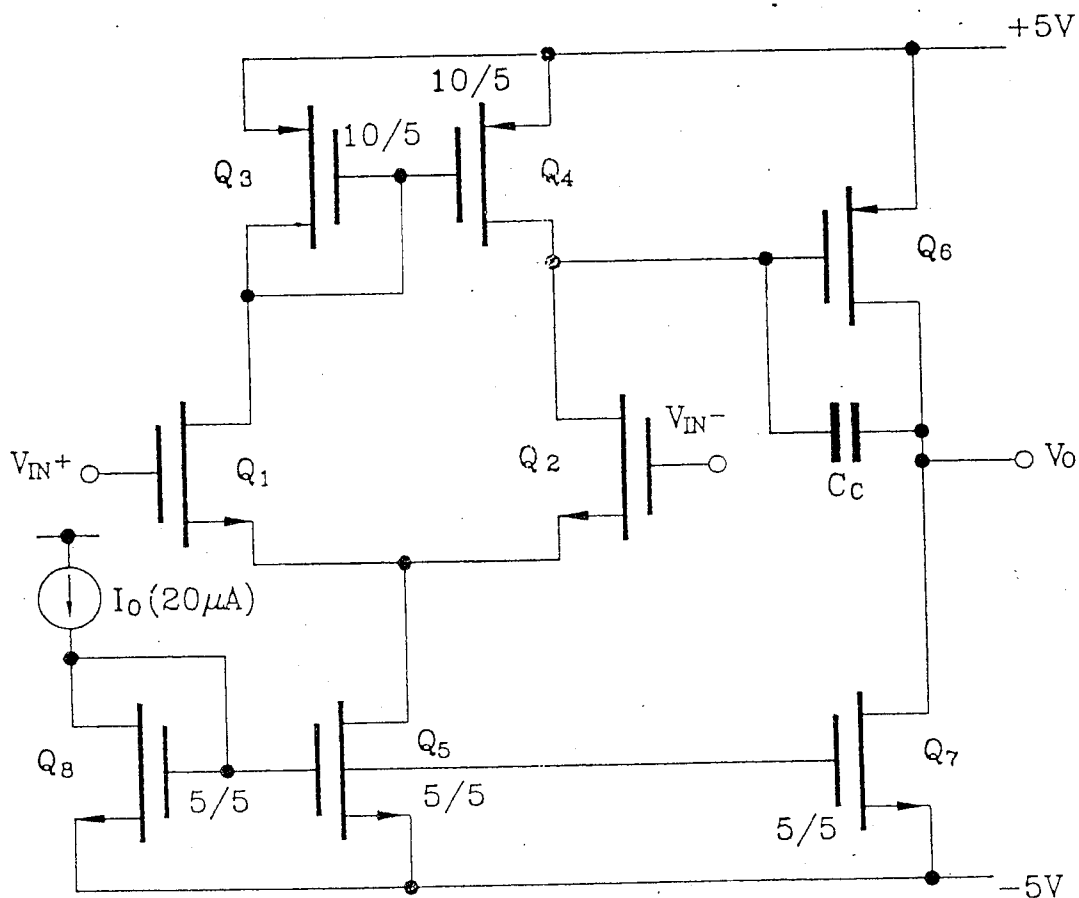 +5V
10/5
10/5
Q3
Q4
Q6
VIN+
Q1
Q2
VIN-
CC
VO
IO(20μA)
Q8
Q5
Q7
5/5
5/5
5/5
-5V